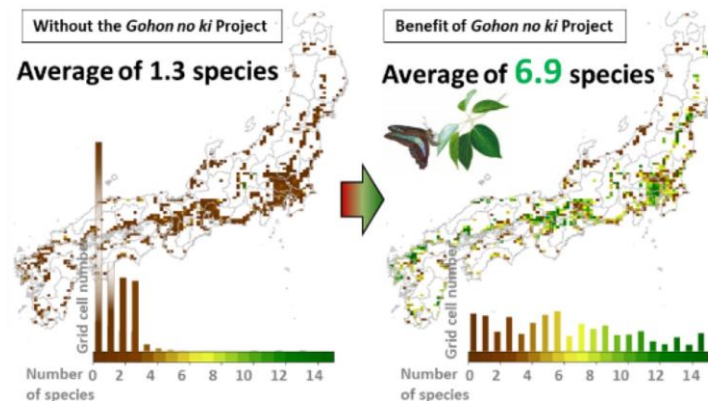 Without the Gohon no ki Project
Average of 1.3 species
Grid cell number
0 2 4 6 8 10 12 14
Number
of species
Benefit of Gohon no ki Project
Average of 6.9 species
Grid cell number
0 2 4 6 8 10 12 14
Number
of species